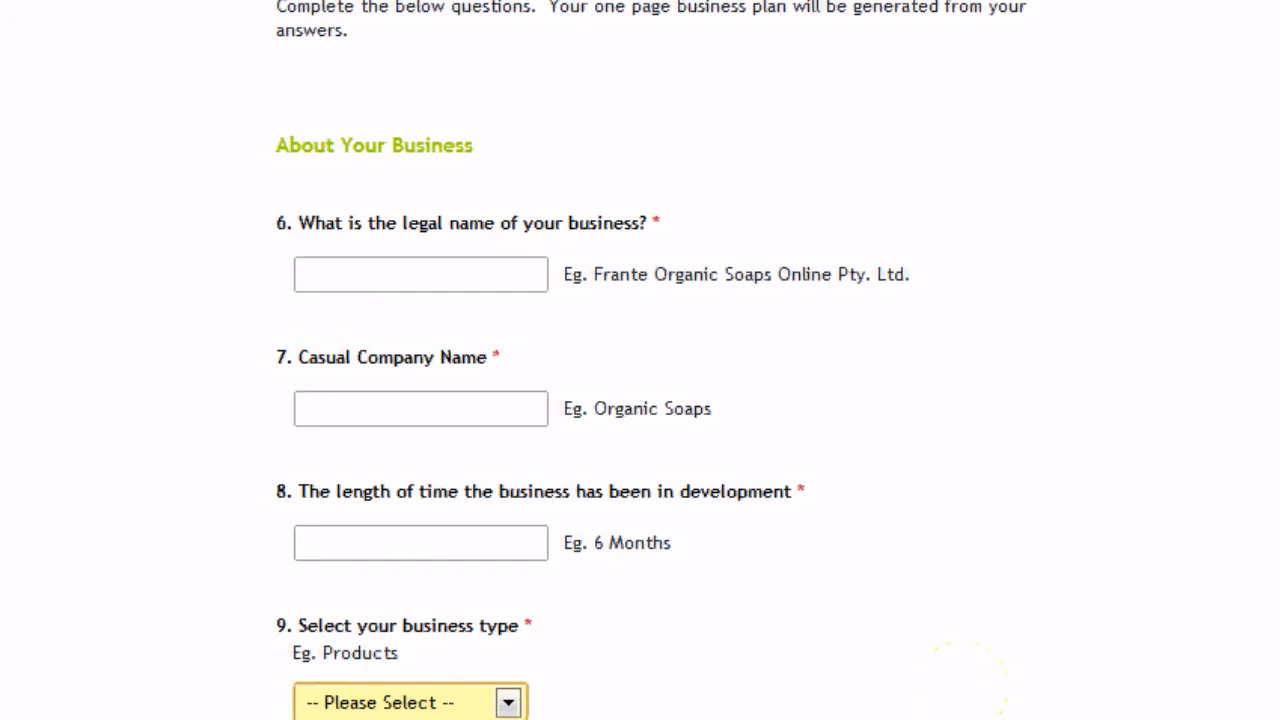 Complete the below questions.  Your one page business plan will be generated from your
answers.
About Your Business
6. What is the legal name of your business? *
Eg. Frante Organic Soaps Online Pty. Ltd.
7. Casual Company Name *
Eg. Organic Soaps
8. The length of time the business has been in development *
Eg. 6 Months
9. Select your business type *
Eg. Products
-- Please Select --